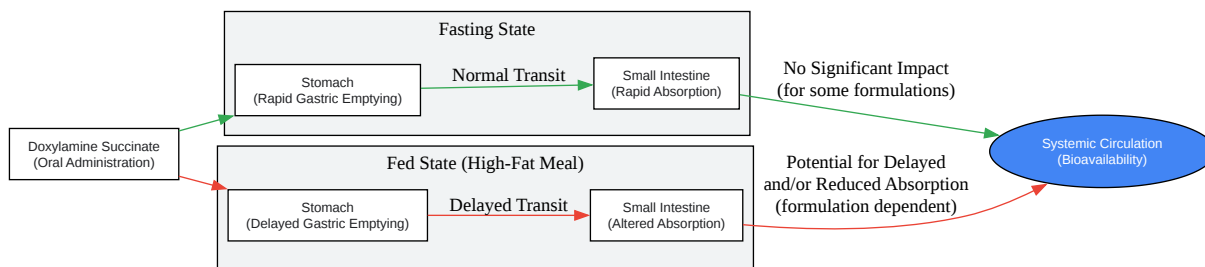 Fasting State
Stomach
(Rapid Gastric Emptying)
Normal Transit
Small Intestine
(Rapid Absorption)
No Significant Impact
(for some formulations)
Doxylamine Succinate
(Oral Administration)
Systemic Circulation
(Bioavailability)
Fed State (High-Fat Meal)
Stomach
(Delayed Gastric Emptying)
Delayed Transit
Small Intestine
(Altered Absorption)
Potential for Delayed
and/or Reduced Absorption
(formulation dependent)